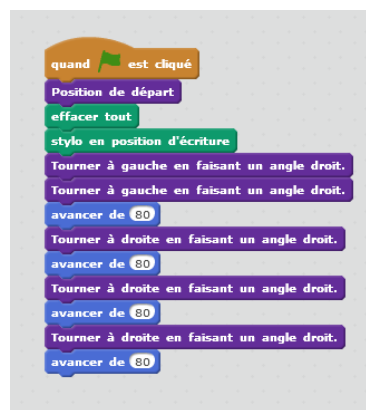 quand est cliqué
Position de départ
effacer tout
stylo en position d'écriture
Tourner à gauche en faisant un angle droit.
Tourner à gauche en faisant un angle droit.
avancer de 80
Tourner à droite en faisant un angle droit.
avancer de 80
Tourner à droite en faisant un angle droit.
avancer de 80
Tourner à droite en faisant un angle droit.
avancer de 80